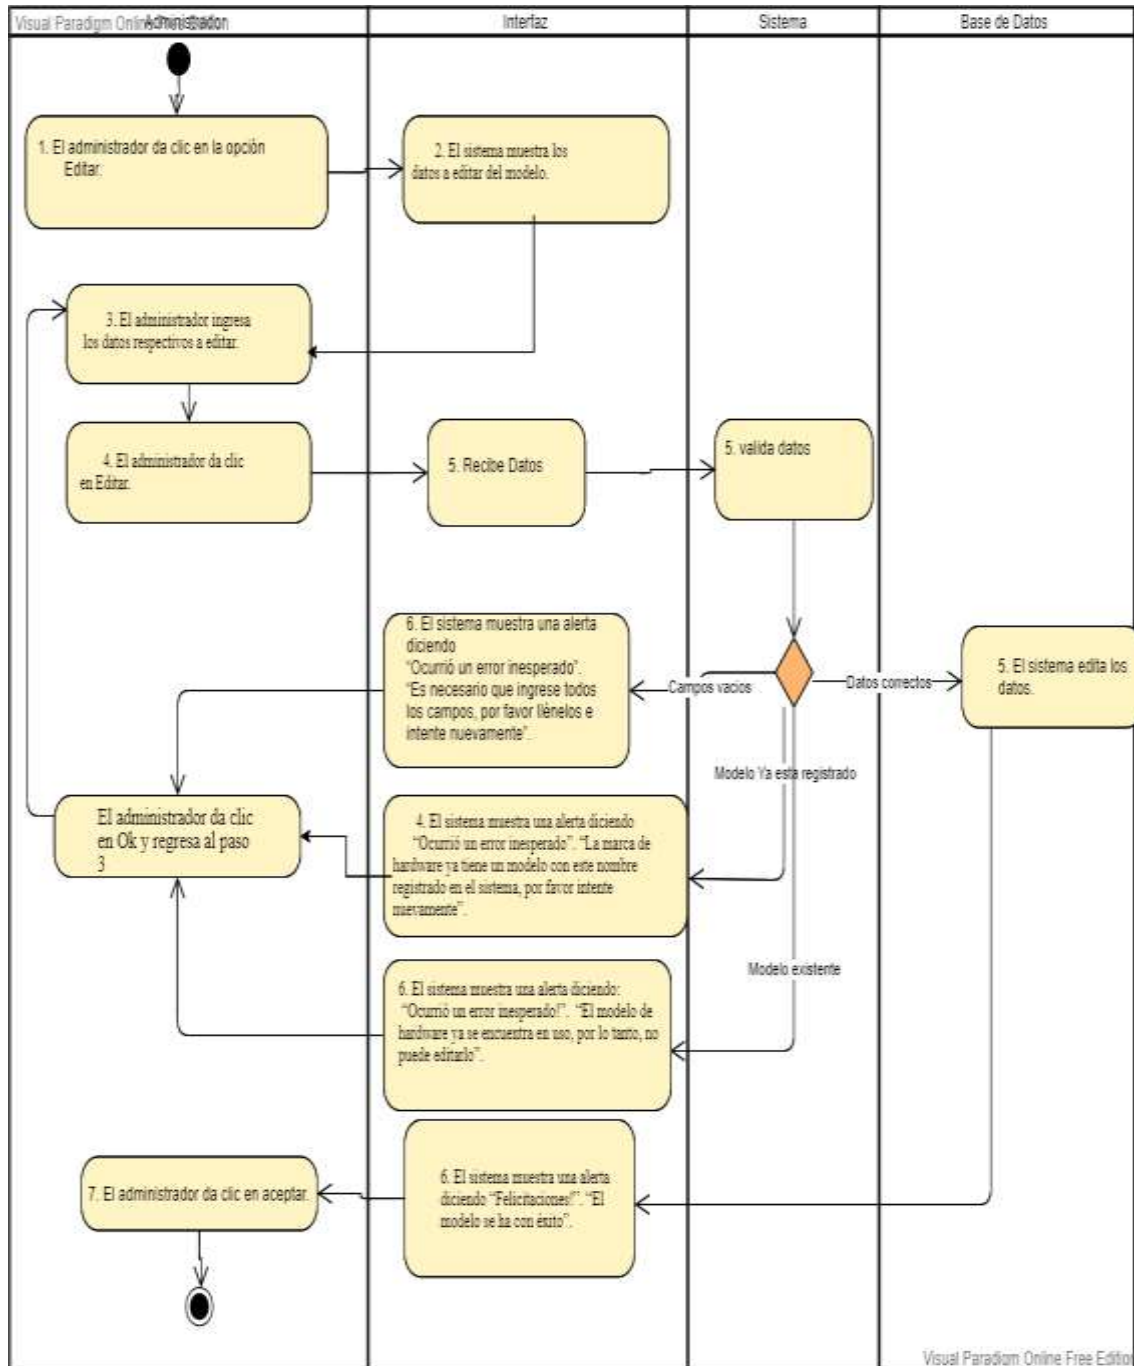 Visual Paradigm Online Free Edition
Administrador
Interfaz
Sistema
Base de Datos
1. El administrador da clic en la opción
Editar.
2. El sistema muestra los
datos a editar del modelo.
3. El administrador ingresa
los datos respectivos a editar.
4. El administrador da clic
en Editar.
5. Recibe Datos
5. valida datos
6. El sistema muestra una alerta
diciendo
“Ocurrió un error inesperado”.
“Es necesario que ingrese todos
los campos, por favor llénelos e
intente nuevamente”.
Campos vacios
Datos correctos
5. El sistema edita los
datos.
Modelo Ya esta registrado
El administrador da clic
en Ok y regresa al paso
3
4. El sistema muestra una alerta diciendo
“Ocurrió un error inesperado”. “La marca de
hardware ya tiene un modelo con este nombre
registrado en el sistema, por favor intente
nuevamente”.
Modelo existente
6. El sistema muestra una alerta diciendo:
“Ocurrió un error inesperado!”. “El modelo de
hardware ya se encuentra en uso, por lo tanto, no
puede editarlo”.
7. El administrador da clic en aceptar.
6. El sistema muestra una alerta
diciendo “Felicitaciones!”. “El
modelo se ha con éxito”.
Visual Paradigm Online Free Edition